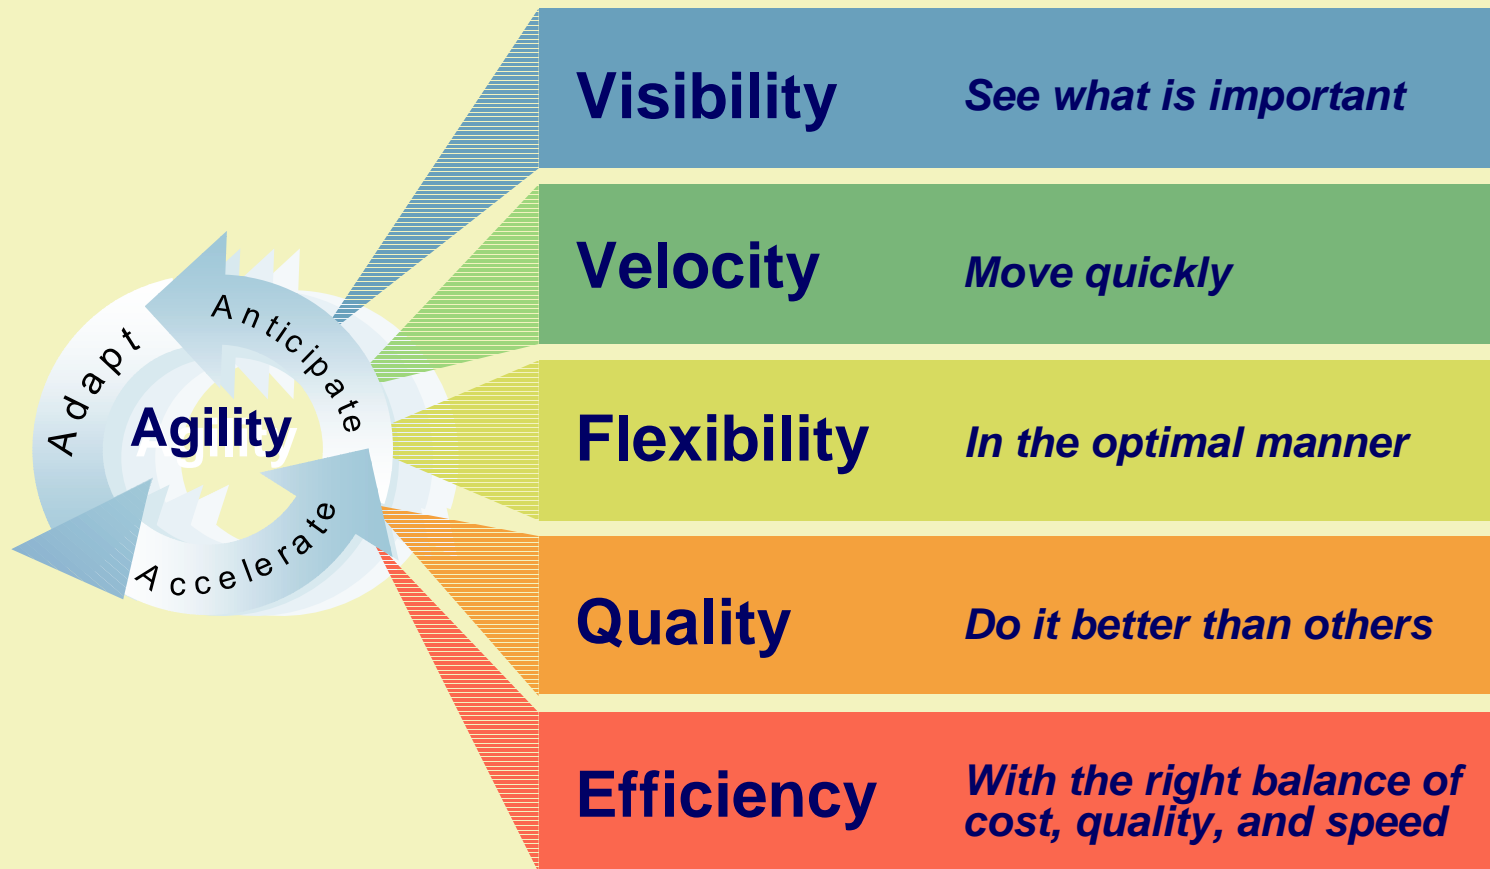 Adapt
Anticipate
Agility
Accelerate
Visibility
See what is important
Velocity
Move quickly
Flexibility
In the optimal manner
Quality
Do it better than others
Efficiency
With the right balance of
cost, quality, and speed